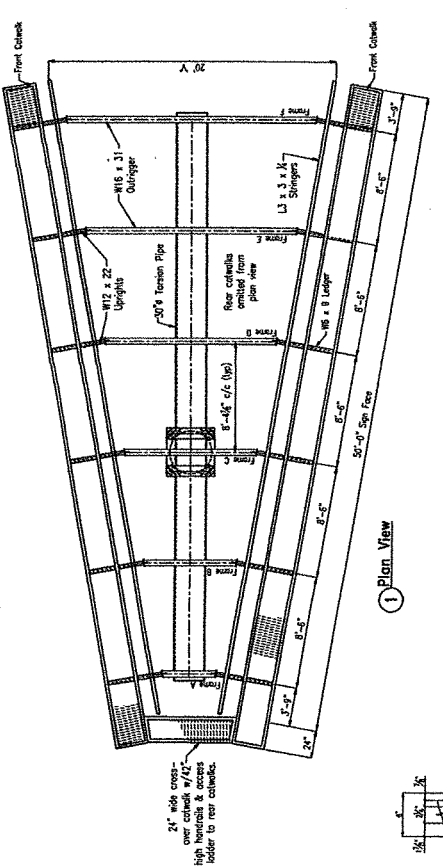 Front Catwalk
20' V
W16 x 31
Outrigger
Frame F
L3 x 3 x ¼
Stringers
Frame E
W12 x 22
Uprights
30"ø Torsion Pipe
Rear catwalks
omitted from
plan view
Frame D
W6 x 9 Ledger
8'-4⅞" c/c (typ)
Frame C
Frame B
Frame A
24" wide cross-
over catwalk w/42"
high handrails & access
ladder to rear catwalks.
Front Catwalk
3'-9"
8'-6"
8'-6"
8'-6"
8'-6"
8'-6"
3'-9"
24"
50'-0" Sign Face
1 Plan View